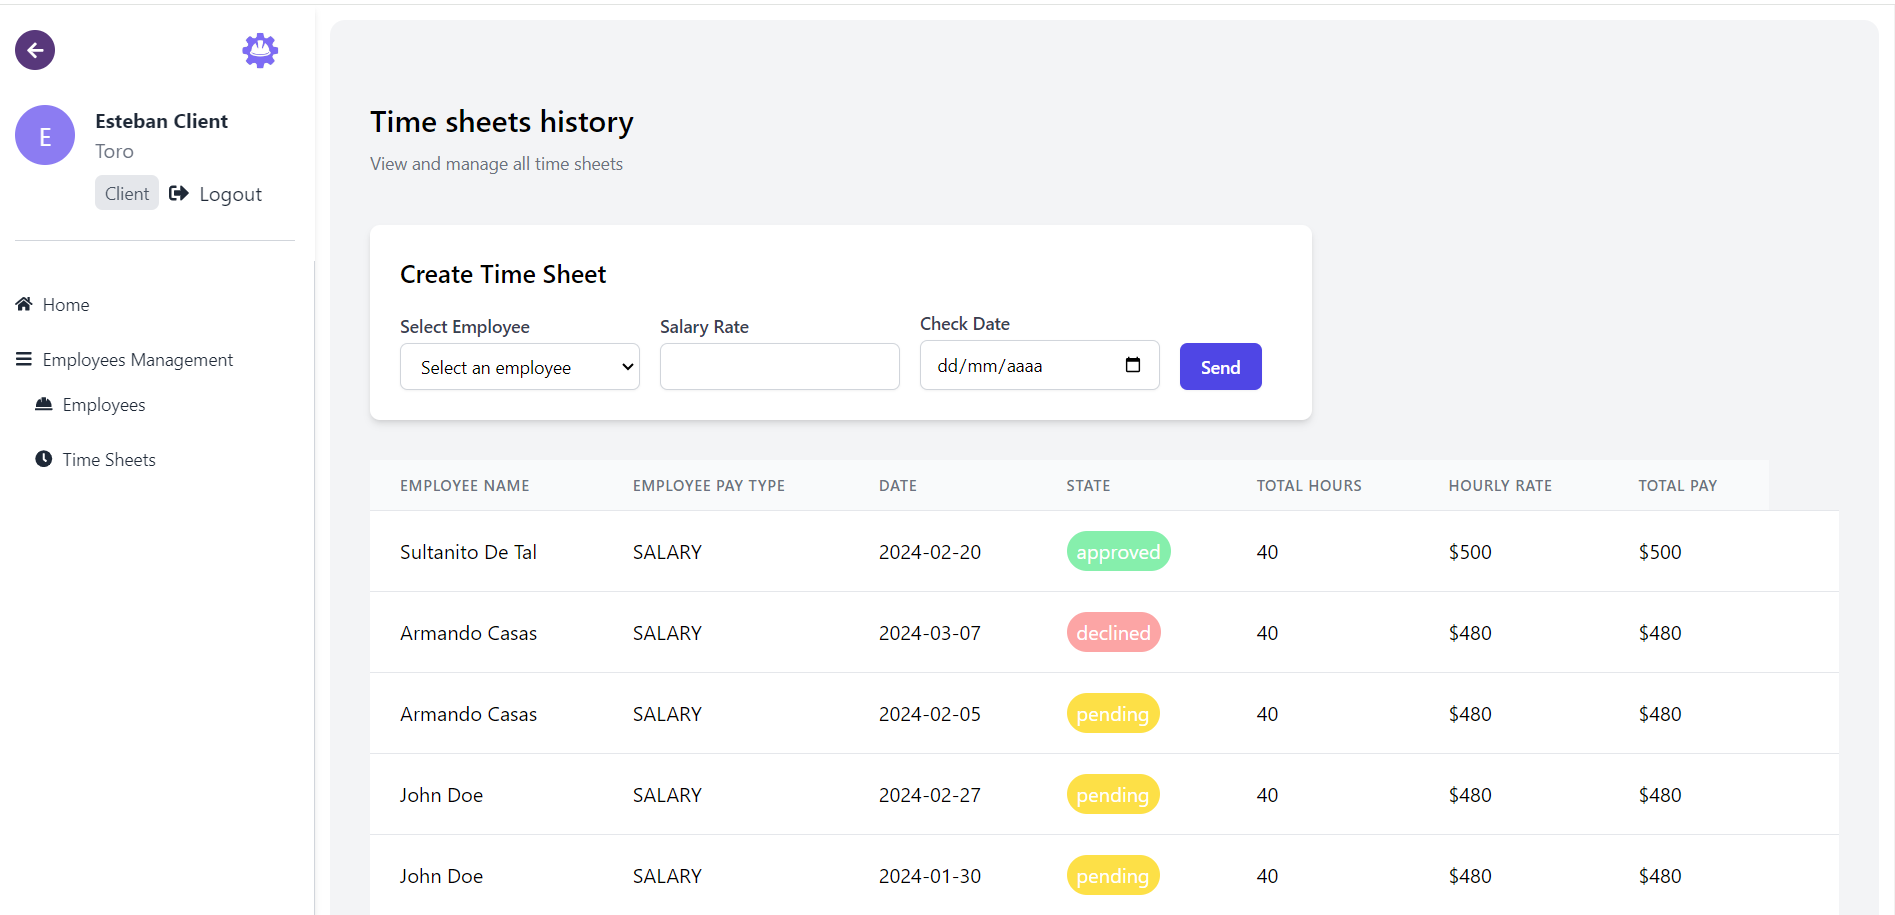 E
Esteban Client
Toro
Client Logout
Home
Employees Management
Employees
Time Sheets
Time sheets history
View and manage all time sheets
Create Time Sheet
Select Employee Salary Rate Check Date
Select an employee dd/mm/aaaa Send
EMPLOYEE NAME EMPLOYEE PAY TYPE DATE STATE TOTAL HOURS HOURLY RATE TOTAL PAY
Sultanito De Tal SALARY 2024-02-20 approved 40 $500 $500
Armando Casas SALARY 2024-03-07 declined 40 $480 $480
Armando Casas SALARY 2024-02-05 pending 40 $480 $480
John Doe SALARY 2024-02-27 pending 40 $480 $480
John Doe SALARY 2024-01-30 pending 40 $480 $480